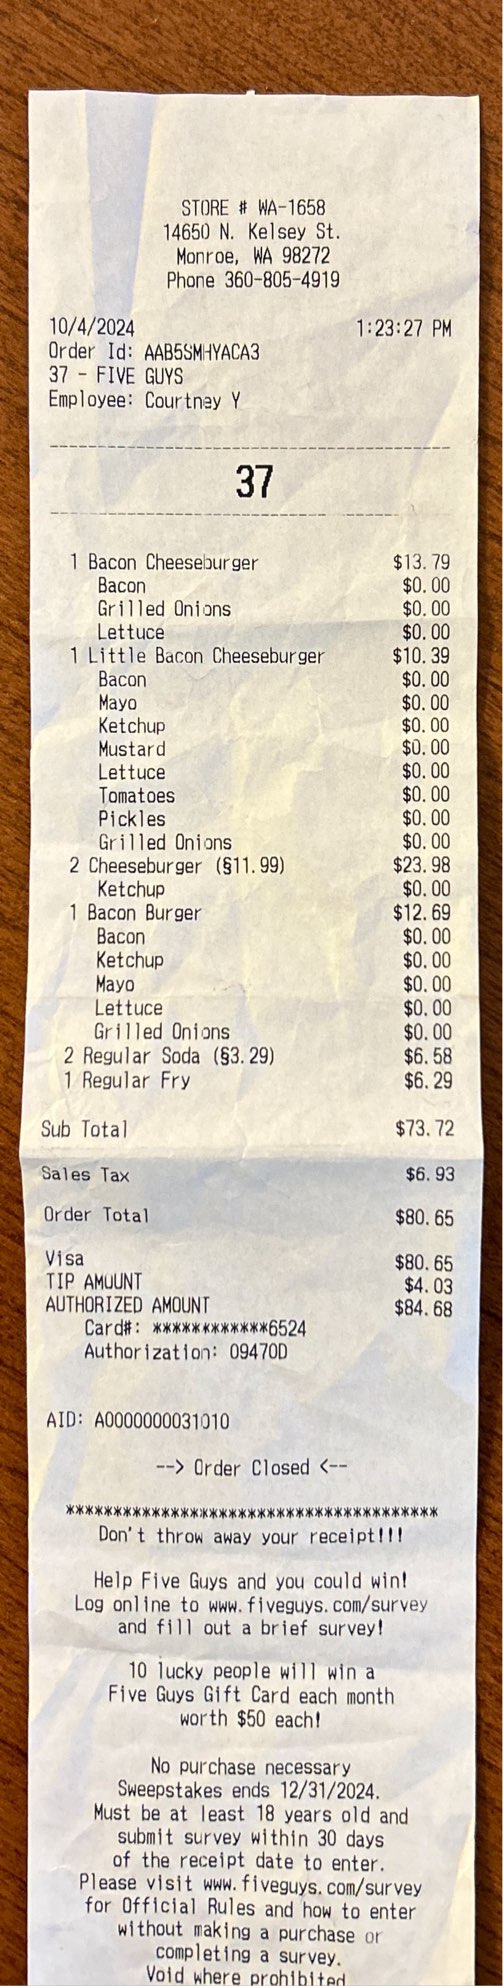 STORE # WA-1658
14650 N. Kelsey St.
Monroe, WA 98272
Phone 360-805-4919
10/4/2024 1:23:27 PM
Order Id: AAB5SMHYACA3
37 - FIVE GUYS
Employee: Courtney Y
37
1 Bacon Cheeseburger $13.79
Bacon $0.00
Grilled Onions $0.00
Lettuce $0.00
1 Little Bacon Cheeseburger $10.39
Bacon $0.00
Mayo $0.00
Ketchup $0.00
Mustard $0.00
Lettuce $0.00
Tomatoes $0.00
Pickles $0.00
Grilled Onions $0.00
2 Cheeseburger ($11.99) $23.98
Ketchup $0.00
1 Bacon Burger $12.69
Bacon $0.00
Ketchup $0.00
Mayo $0.00
Lettuce $0.00
Grilled Onions $0.00
2 Regular Soda ($3.29) $6.58
1 Regular Fry $6.29
Sub Total $73.72
Sales Tax $6.93
Order Total $80.65
Visa $80.65
TIP AMOUNT $4.03
AUTHORIZED AMOUNT $84.68
Card#: ************6524
Authorization: 09470D
AID: A0000000031010
--> Order Closed <--
***************************************
Don't throw away your receipt!!!
Help Five Guys and you could win!
Log online to www.fiveguys.com/survey
and fill out a brief survey!
10 lucky people will win a
Five Guys Gift Card each month
worth $50 each!
No purchase necessary
Sweepstakes ends 12/31/2024.
Must be at least 18 years old and
submit survey within 30 days
of the receipt date to enter.
Please visit www.fiveguys.com/survey
for Official Rules and how to enter
without making a purchase or
completing a survey.
Void where prohibited